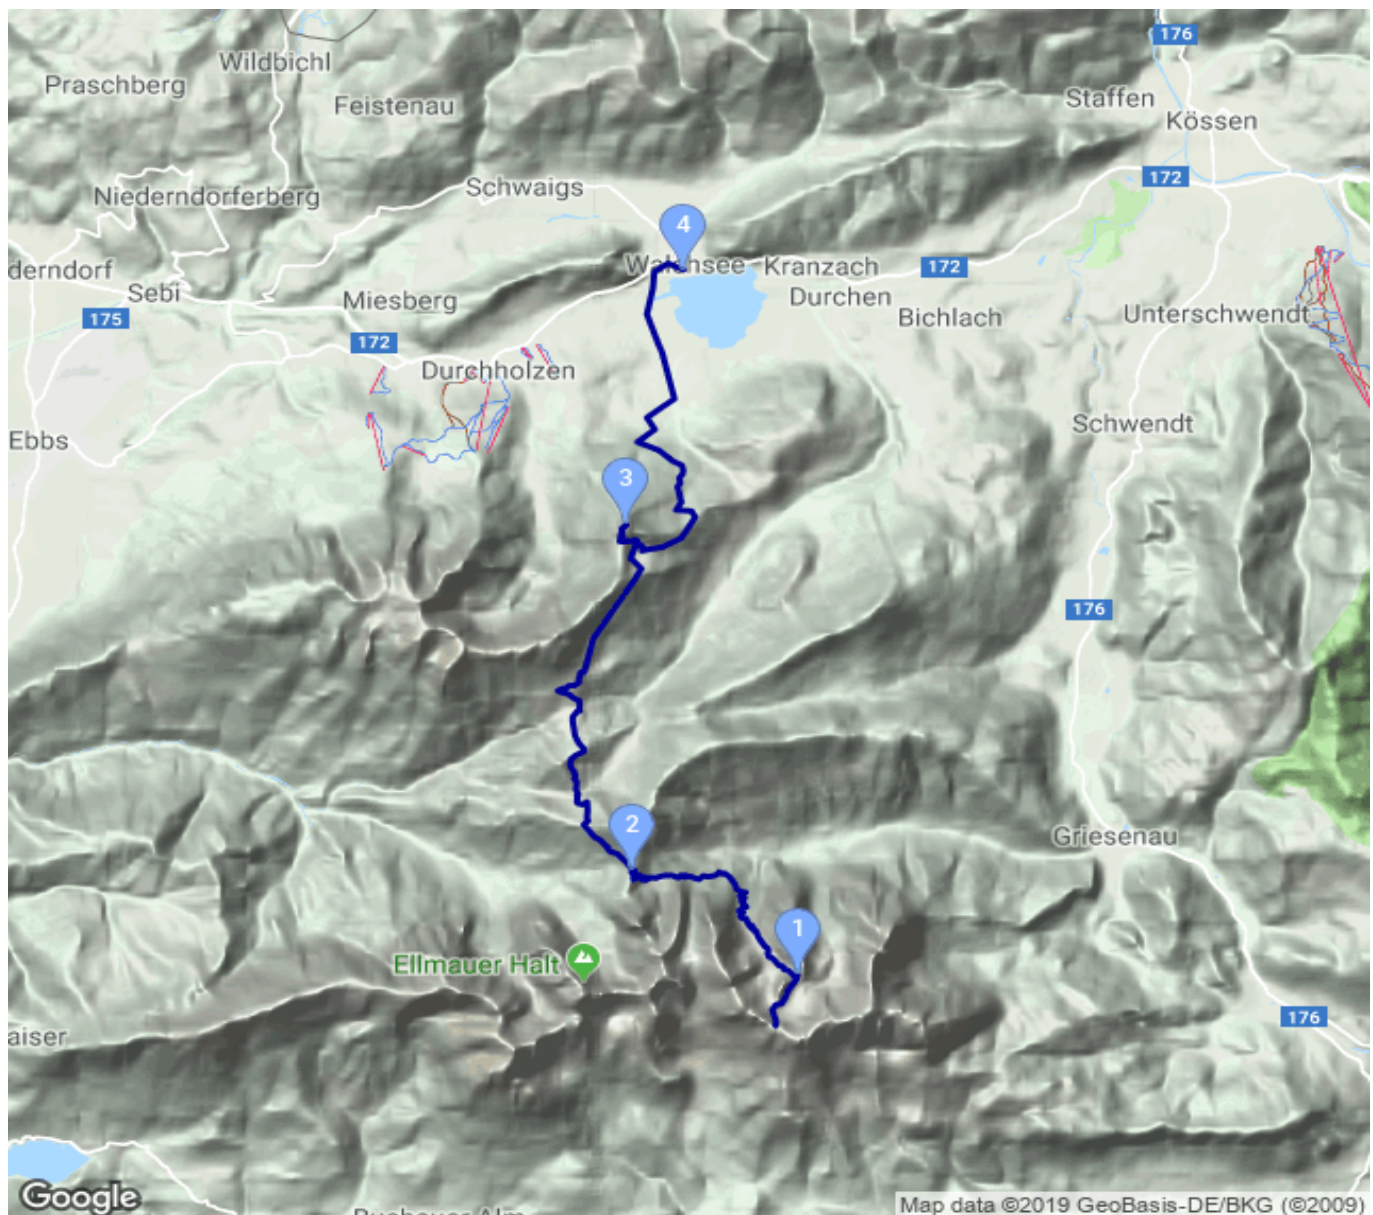 176
Wildbichl
Praschberg
Feistenau
Staffen
Kössen
172
Schwaigs
Niederndorferberg
4
derndorf
Sebi
Miesberg
Kranzach
172
Durchen
Bichlach
Unterschwendt
175
172
Durchholzen
Ebbs
Schwendt
3
176
2
Griesenau
1
Ellmauer Halt
176
aiser
Google
Map data ©2019 GeoBasis-DE/BKG (©2009)